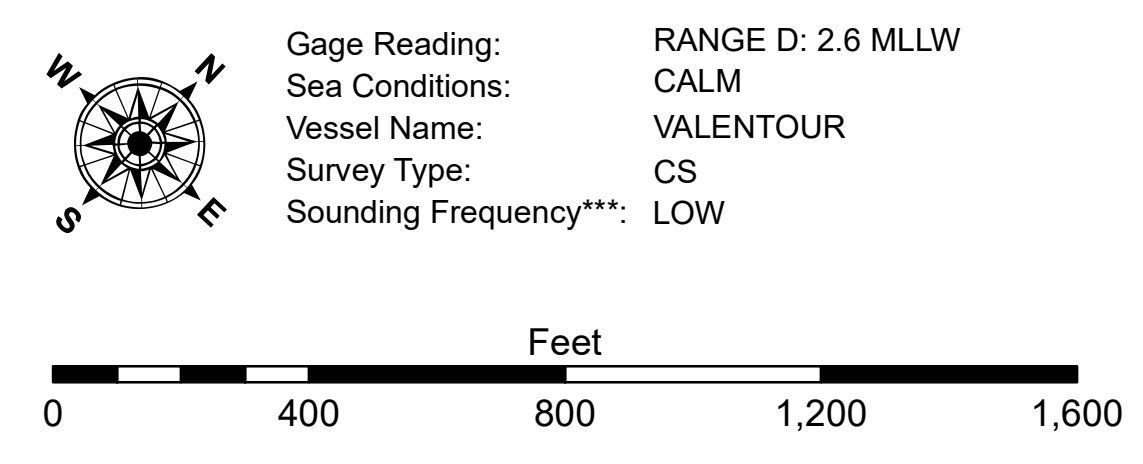 W N
S E
Gage Reading: RANGE D: 2.6 MLLW
Sea Conditions: CALM
Vessel Name: VALENTOUR
Survey Type: CS
Sounding Frequency***: LOW
Feet
0 400 800 1,200 1,600